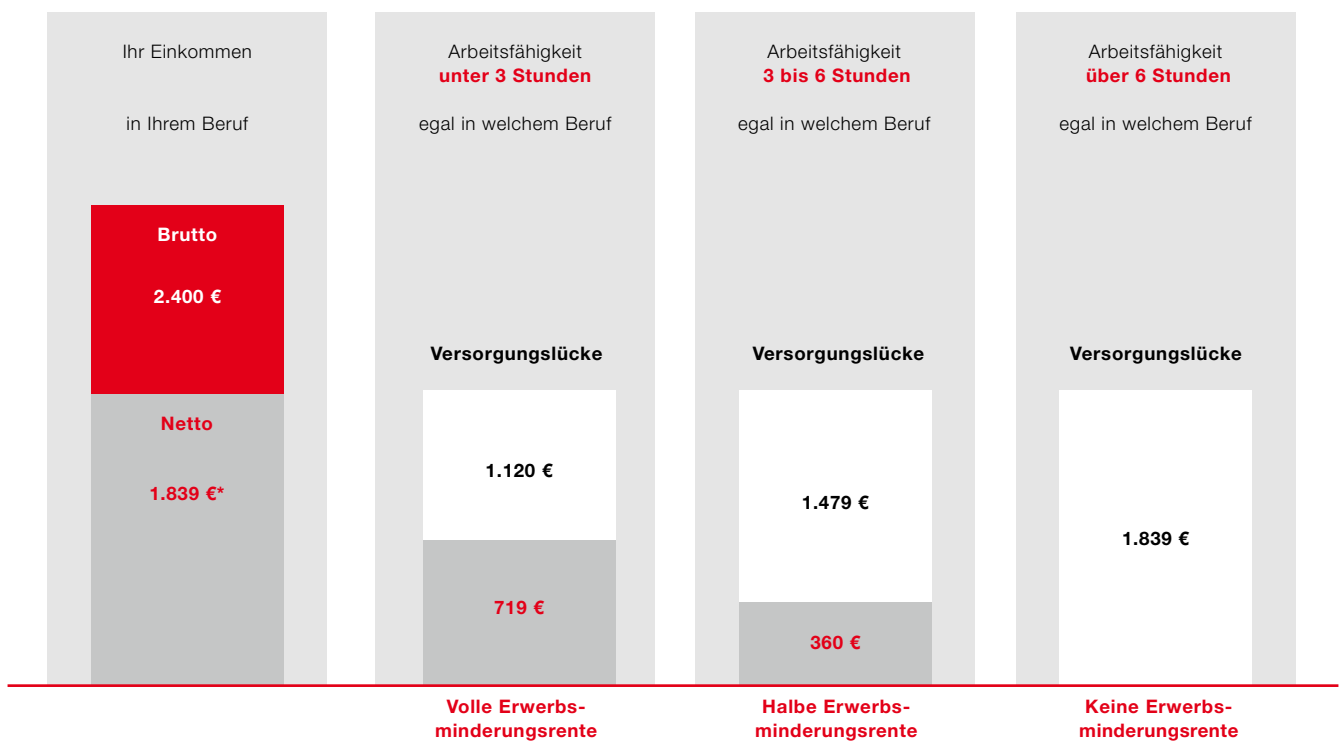 Ihr Einkommen
in Ihrem Beruf
Brutto
2.400 €
Netto
1.839 €*
Arbeitsfähigkeit
unter 3 Stunden
egal in welchem Beruf
Versorgungslücke
1.120 €
719 €
Volle Erwerbs-
minderungsrente
Arbeitsfähigkeit
3 bis 6 Stunden
egal in welchem Beruf
Versorgungslücke
1.479 €
360 €
Halbe Erwerbs-
minderungsrente
Arbeitsfähigkeit
über 6 Stunden
egal in welchem Beruf
Versorgungslücke
1.839 €
Keine Erwerbs-
minderungsrente